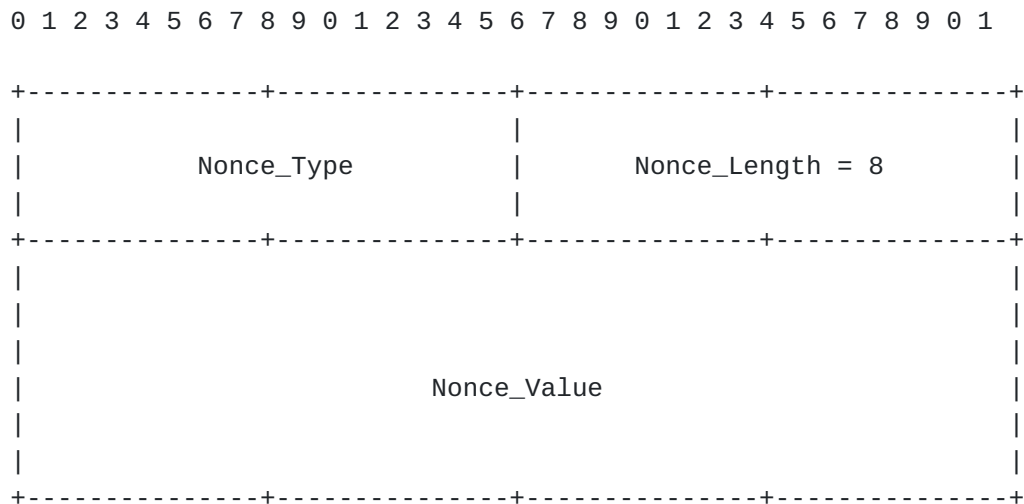 0 1 2 3 4 5 6 7 8 9 0 1 2 3 4 5 6 7 8 9 0 1 2 3 4 5 6 7 8 9 0 1
+---------------+---------------+---------------+---------------+
|                               |                               |
|           Nonce_Type          |       Nonce_Length = 8        |
|                               |                               |
+---------------+---------------+---------------+---------------+
|                                                               |
|                                                               |
|                                                               |
|                          Nonce_Value                          |
|                                                               |
|                                                               |
+---------------+---------------+---------------+---------------+